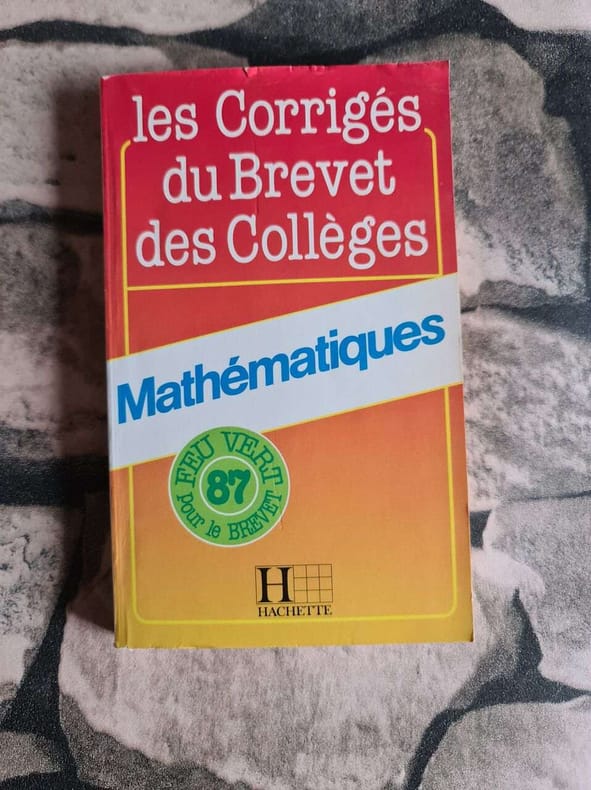 les Corrigés
du Brevet
des Collèges
Mathématiques
FEU VERT
87
pour le BREVET
H
HACHETTE